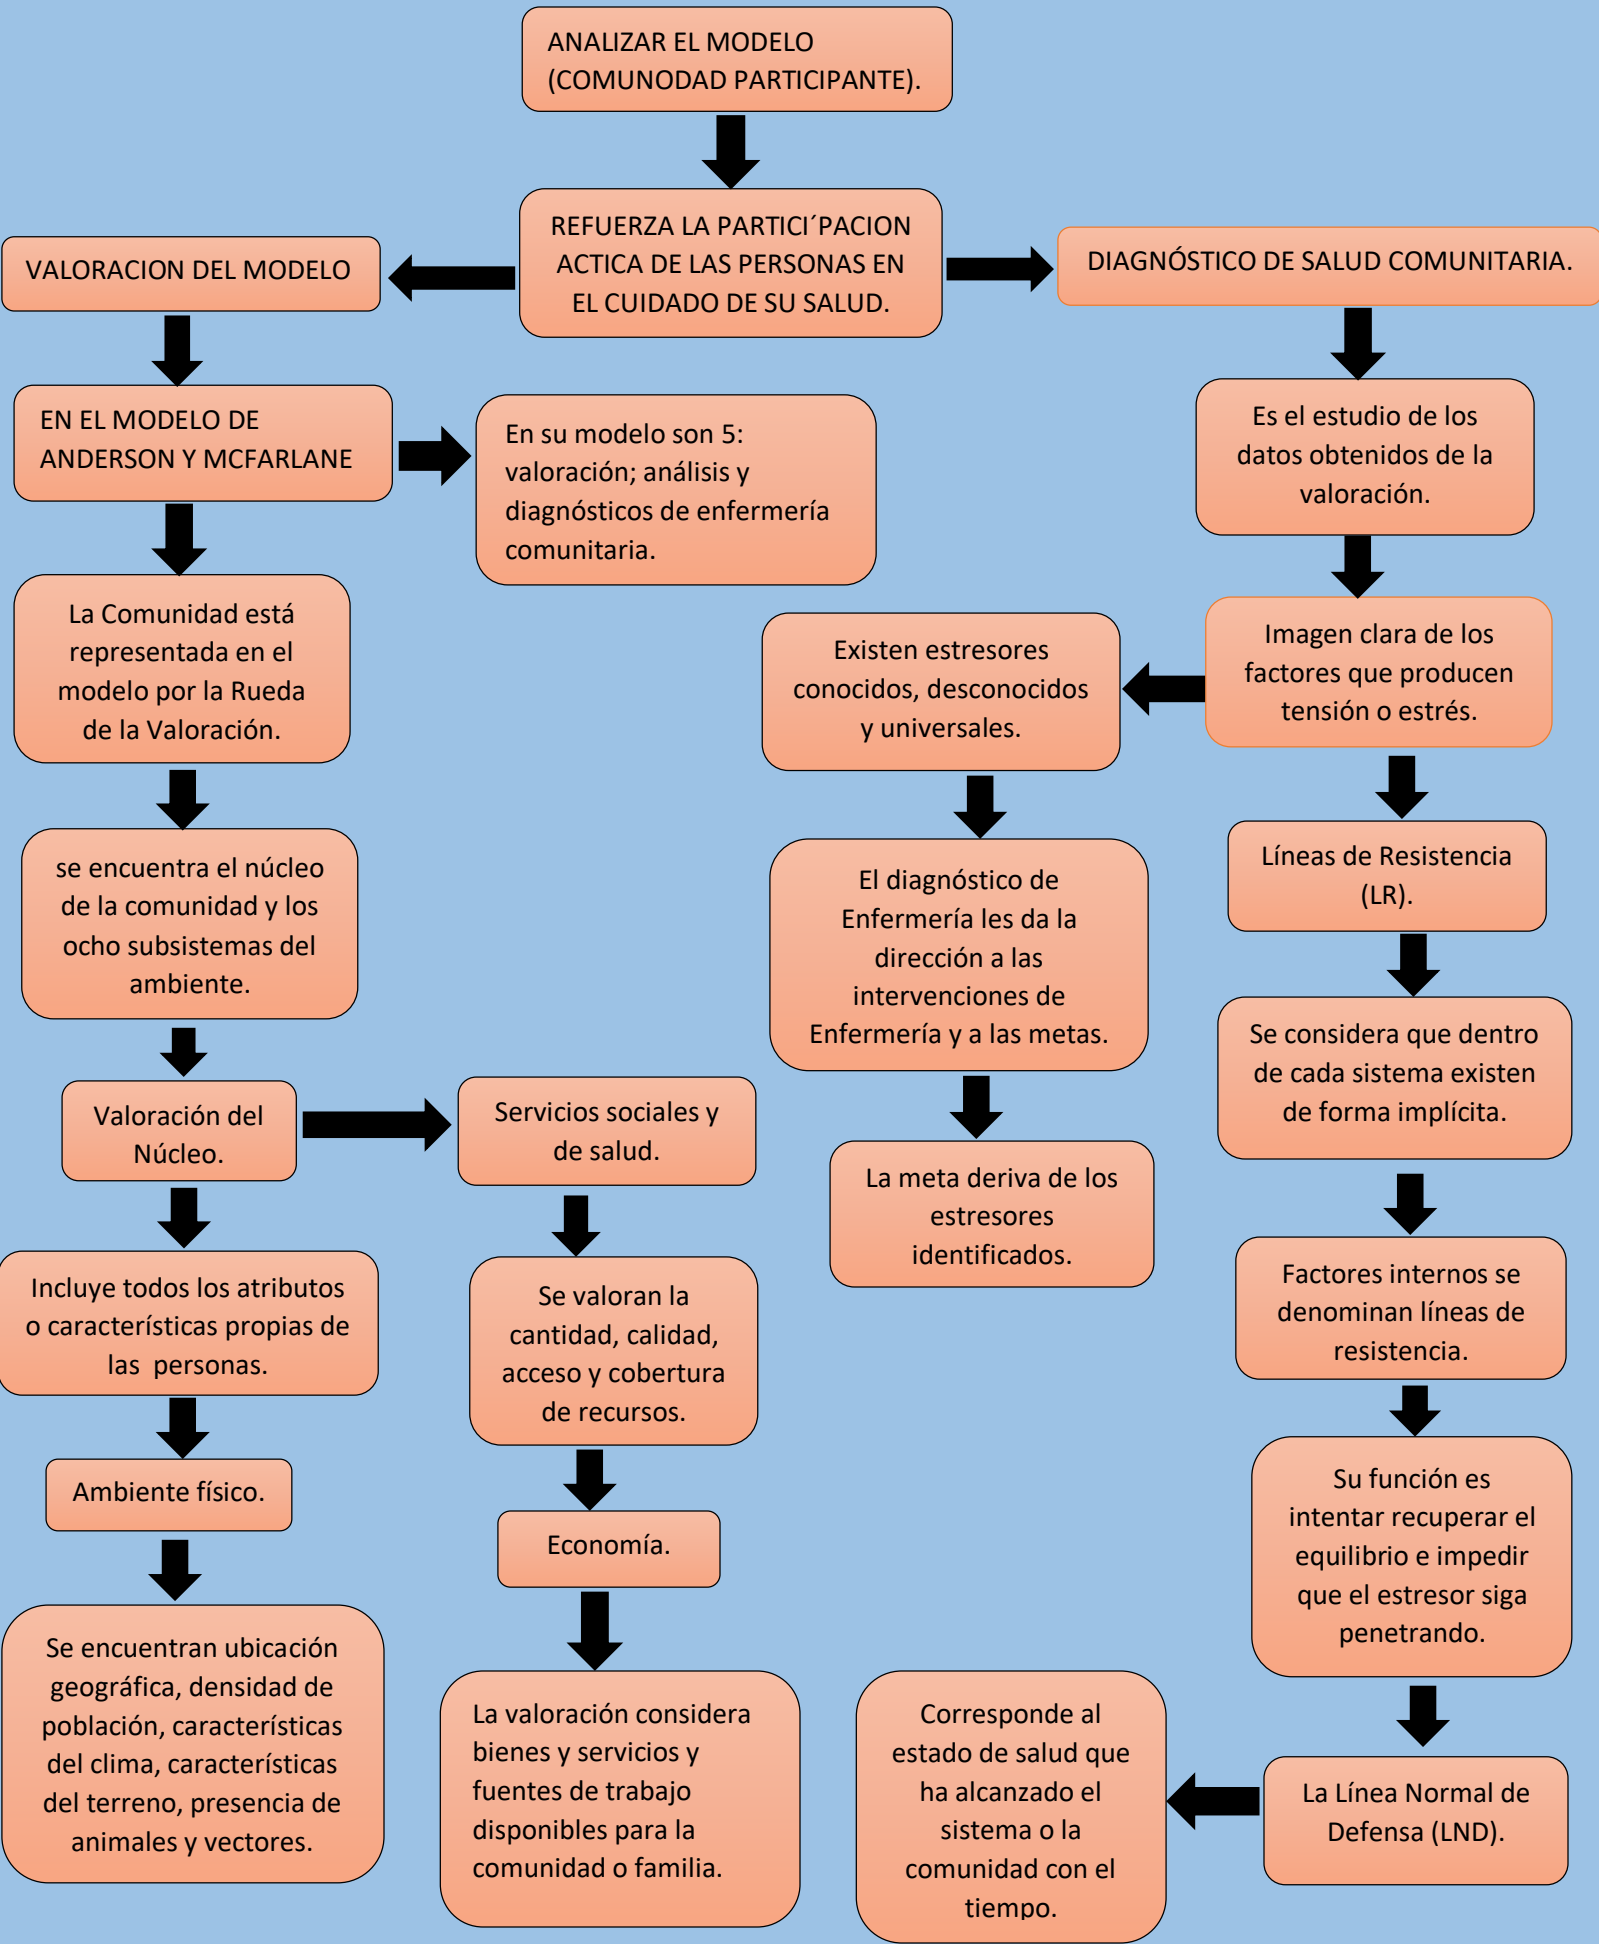 ANALIZAR EL MODELO
(COMUNODAD PARTICIPANTE).
REFUERZA LA PARTICI´PACION
ACTICA DE LAS PERSONAS EN
EL CUIDADO DE SU SALUD.
VALORACION DEL MODELO
DIAGNÓSTICO DE SALUD COMUNITARIA.
EN EL MODELO DE
ANDERSON Y MCFARLANE
En su modelo son 5:
valoración; análisis y
diagnósticos de enfermería
comunitaria.
Es el estudio de los
datos obtenidos de la
valoración.
La Comunidad está
representada en el
modelo por la Rueda
de la Valoración.
Existen estresores
conocidos, desconocidos
y universales.
Imagen clara de los
factores que producen
tensión o estrés.
se encuentra el núcleo
de la comunidad y los
ocho subsistemas del
ambiente.
El diagnóstico de
Enfermería les da la
dirección a las
intervenciones de
Enfermería y a las metas.
Líneas de Resistencia
(LR).
Se considera que dentro
de cada sistema existen
de forma implícita.
Valoración del
Núcleo.
Servicios sociales y
de salud.
La meta deriva de los
estresores
identificados.
Incluye todos los atributos
o características propias de
las  personas.
Se valoran la
cantidad, calidad,
acceso y cobertura
de recursos.
Factores internos se
denominan líneas de
resistencia.
Ambiente físico.
Economía.
Su función es
intentar recuperar el
equilibrio e impedir
que el estresor siga
penetrando.
Se encuentran ubicación
geográfica, densidad de
población, características
del clima, características
del terreno, presencia de
animales y vectores.
La valoración considera
bienes y servicios y
fuentes de trabajo
disponibles para la
comunidad o familia.
Corresponde al
estado de salud que
ha alcanzado el
sistema o la
comunidad con el
tiempo.
La Línea Normal de
Defensa (LND).